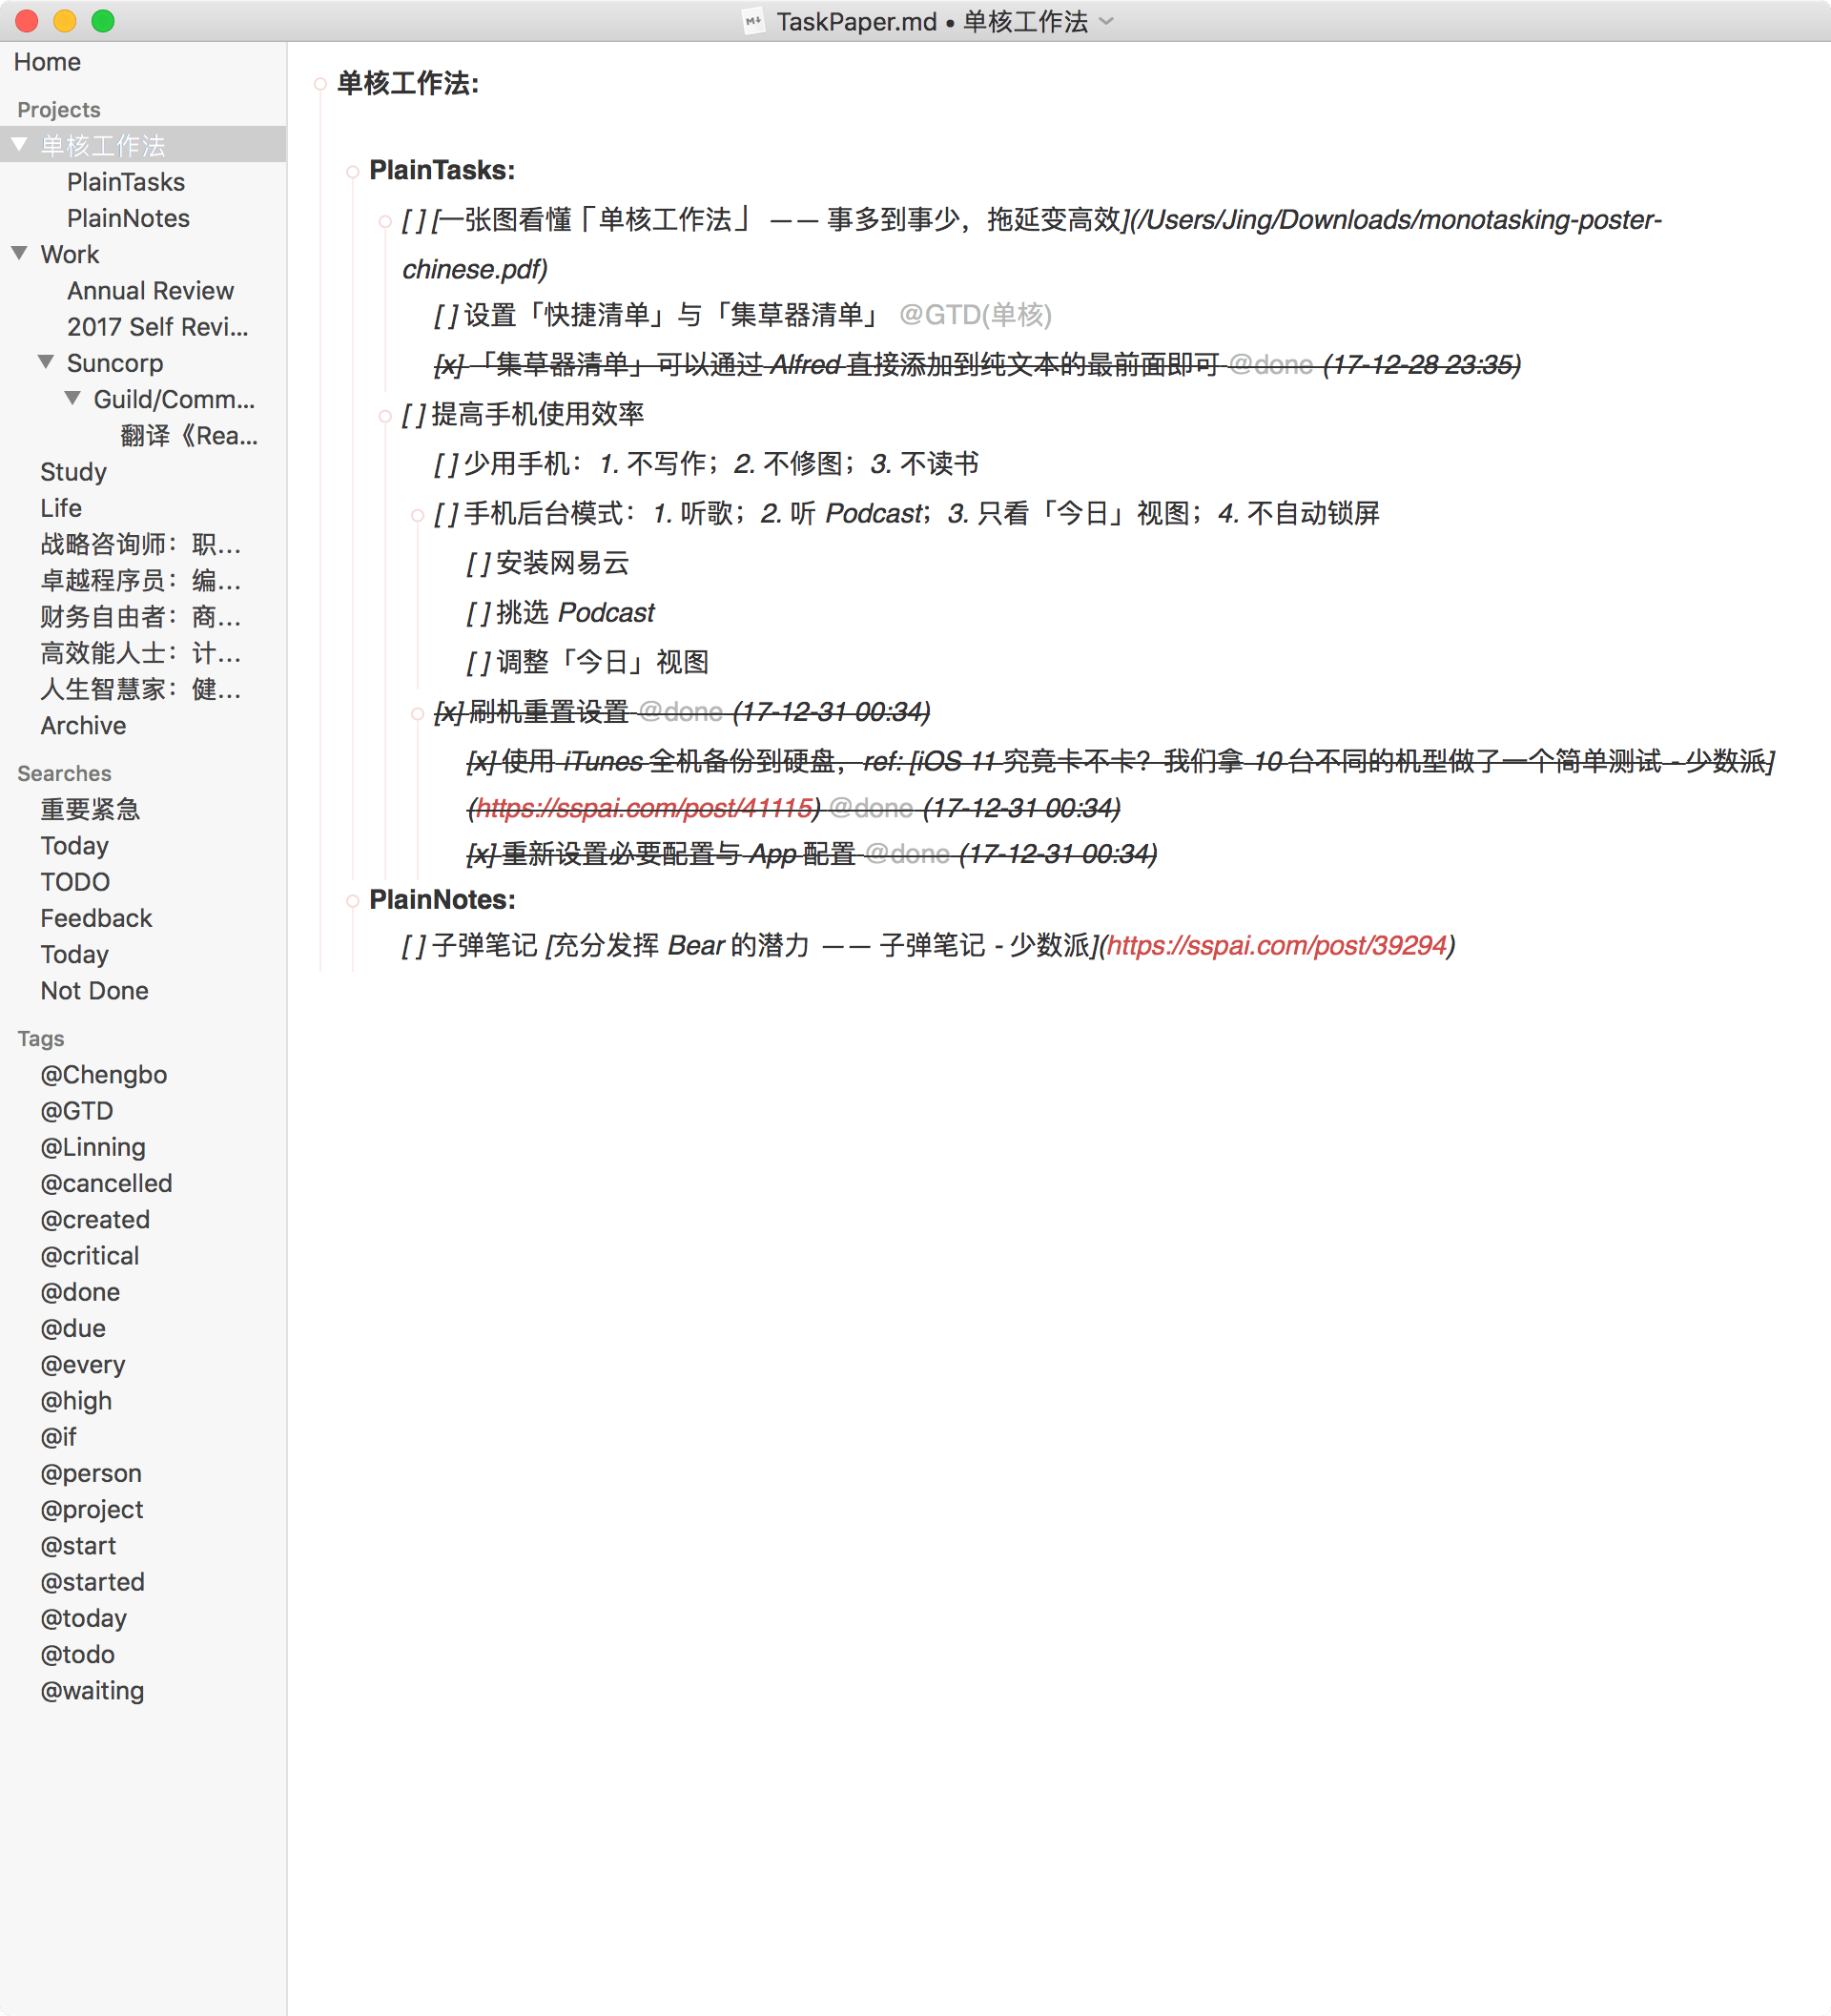 TaskPaper.md • 单核工作法
Home
Projects
单核工作法
PlainTasks
PlainNotes
Work
Annual Review
2017 Self Revi...
Suncorp
Guild/Comm...
翻译《Rea...
Study
Life
战略咨询师：职...
卓越程序员：编...
财务自由者：商...
高效能人士：计...
人生智慧家：健...
Archive
Searches
重要紧急
Today
TODO
Feedback
Today
Not Done
Tags
@Chengbo
@GTD
@Linning
@cancelled
@created
@critical
@done
@due
@every
@high
@if
@person
@project
@start
@started
@today
@todo
@waiting
单核工作法:
PlainTasks:
[ ] [一张图看懂「单核工作法」 —— 事多到事少，拖延变高效](/Users/Jing/Downloads/monotasking-poster-
chinese.pdf)
[ ] 设置「快捷清单」与「集草器清单」 @GTD(单核)
[x] 「集草器清单」可以通过 Alfred 直接添加到纯文本的最前面即可 @done (17-12-28 23:35)
[ ] 提高手机使用效率
[ ] 少用手机：1. 不写作；2. 不修图；3. 不读书
[ ] 手机后台模式：1. 听歌；2. 听 Podcast；3. 只看「今日」视图；4. 不自动锁屏
[ ] 安装网易云
[ ] 挑选 Podcast
[ ] 调整「今日」视图
[x] 刷机重置设置 @done (17-12-31 00:34)
[x] 使用 iTunes 全机备份到硬盘，ref: [iOS 11 究竟卡不卡？我们拿 10 台不同的机型做了一个简单测试 - 少数派]
(https://sspai.com/post/41115) @done (17-12-31 00:34)
[x] 重新设置必要配置与 App 配置 @done (17-12-31 00:34)
PlainNotes:
[ ] 子弹笔记 [充分发挥 Bear 的潜力 —— 子弹笔记 - 少数派](https://sspai.com/post/39294)